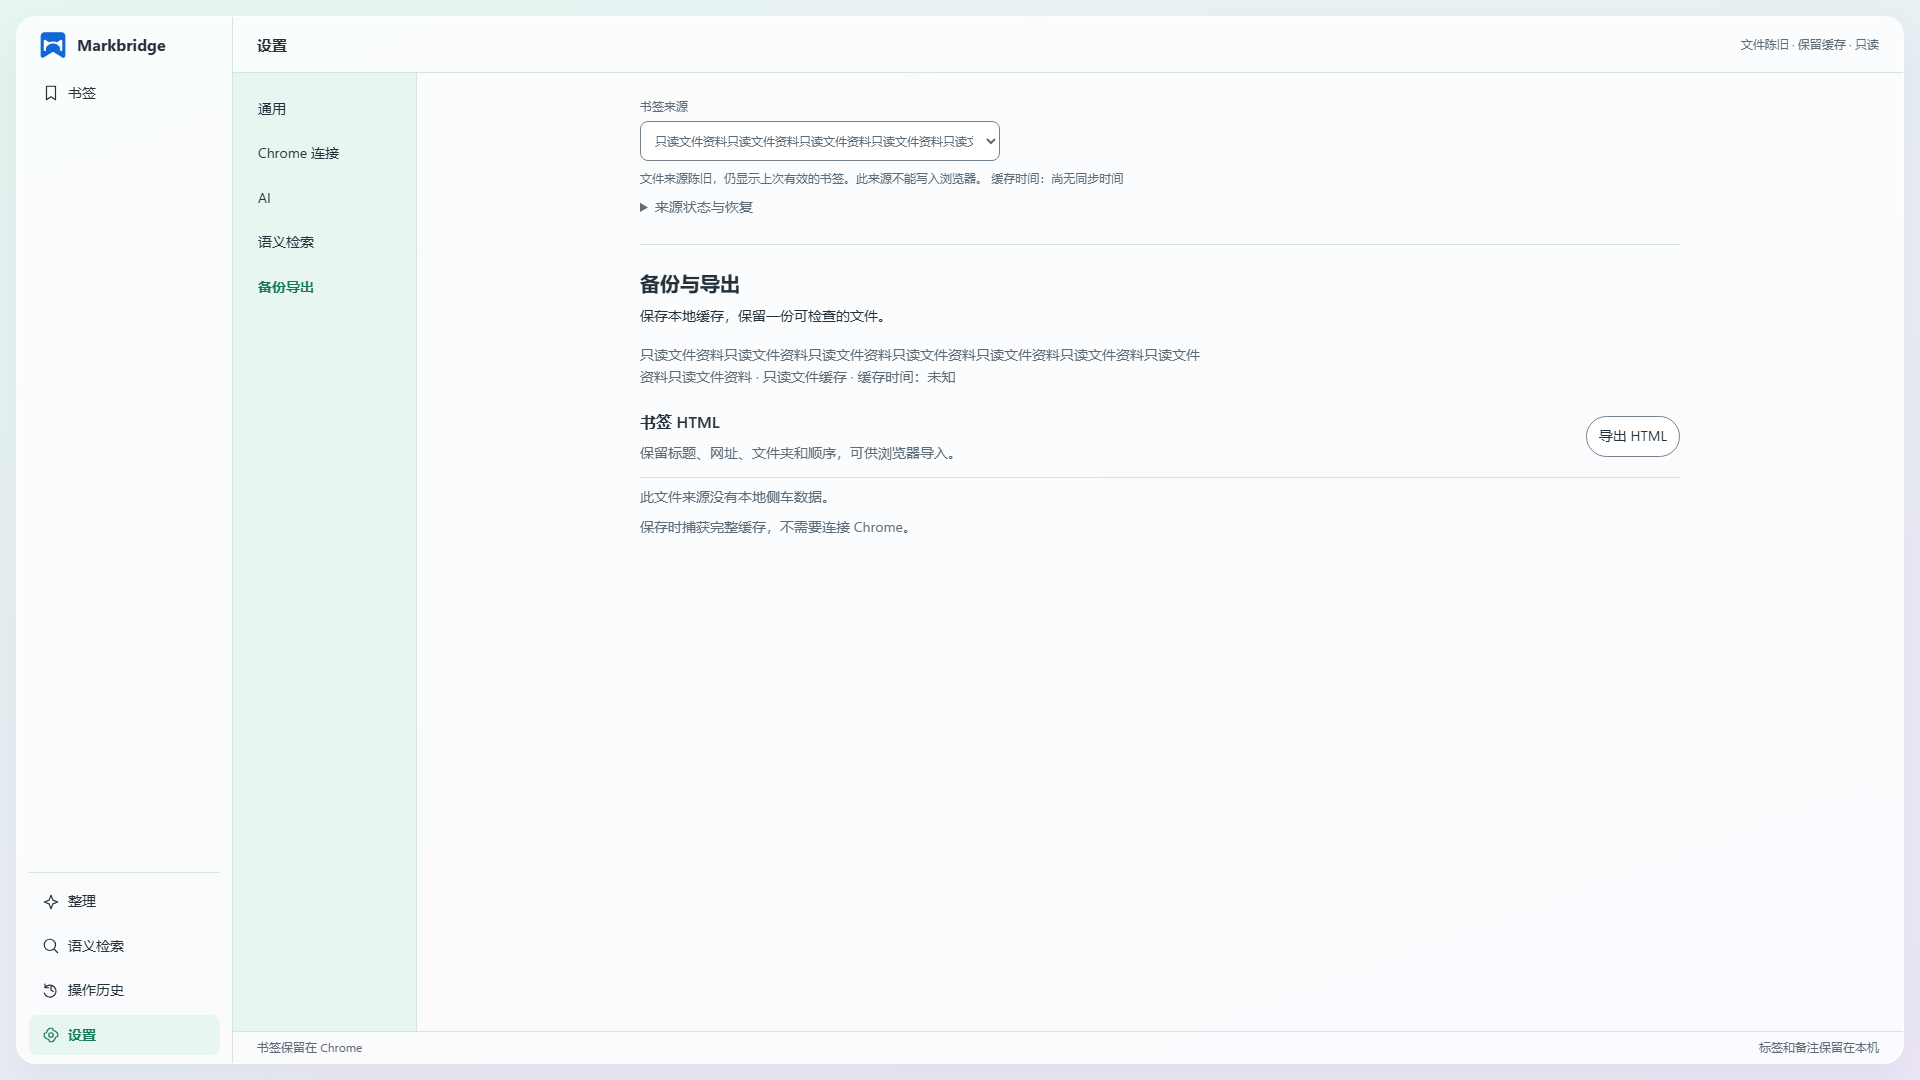 Markbridge
书签
整理
语义检索
操作历史
设置
设置
文件陈旧 · 保留缓存 · 只读
通用
Chrome 连接
AI
语义检索
备份导出
书签来源
只读文件资料只读文件资料只读文件资料只读文件资料只读
文件来源陈旧，仍显示上次有效的书签。此来源不能写入浏览器。 缓存时间：尚无同步时间
来源状态与恢复
备份与导出
保存本地缓存，保留一份可检查的文件。
只读文件资料只读文件资料只读文件资料只读文件资料只读文件资料只读文件资料只读文件
资料只读文件资料 · 只读文件缓存 · 缓存时间：未知
书签 HTML
保留标题、网址、文件夹和顺序，可供浏览器导入。
导出 HTML
此文件来源没有本地侧车数据。
保存时捕获完整缓存，不需要连接 Chrome。
书签保留在 Chrome
标签和备注保留在本机